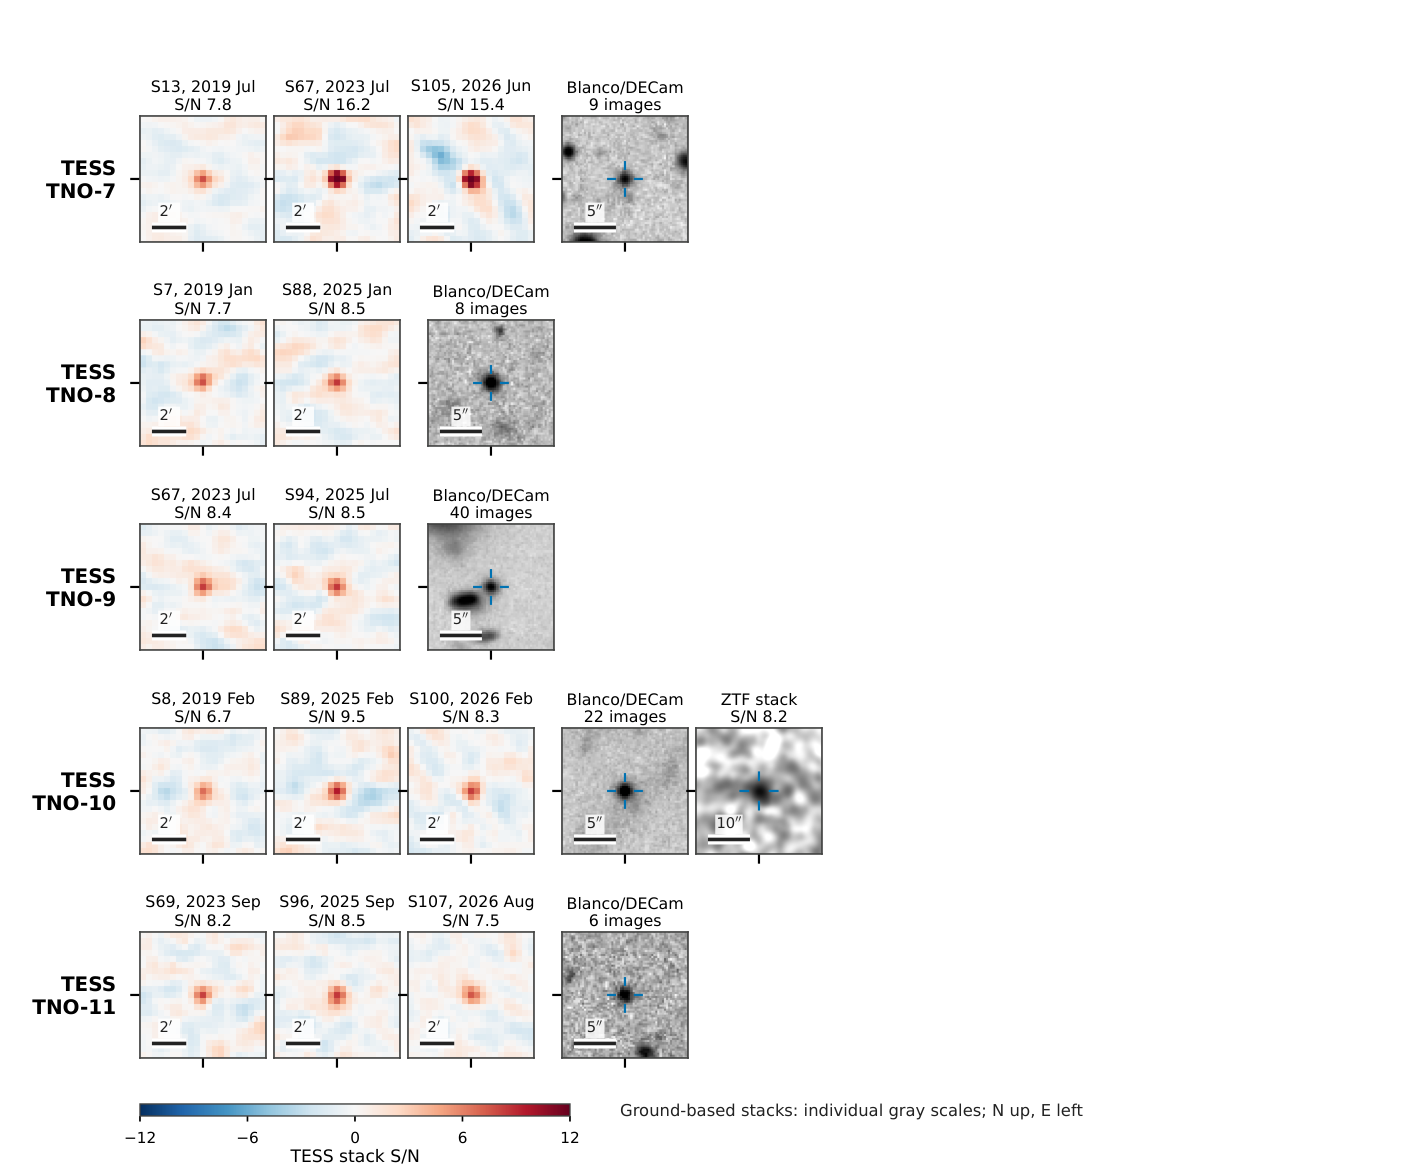 S13, 2019 Jul
S/N 7.8
S67, 2023 Jul
S/N 16.2
S105, 2026 Jun
S/N 15.4
Blanco/DECam
9 images
TESS
TNO-7
2′
2′
2′
5″
S7, 2019 Jan
S/N 7.7
S88, 2025 Jan
S/N 8.5
Blanco/DECam
8 images
TESS
TNO-8
2′
2′
5″
S67, 2023 Jul
S/N 8.4
S94, 2025 Jul
S/N 8.5
Blanco/DECam
40 images
TESS
TNO-9
2′
2′
5″
S8, 2019 Feb
S/N 6.7
S89, 2025 Feb
S/N 9.5
S100, 2026 Feb
S/N 8.3
Blanco/DECam
22 images
ZTF stack
S/N 8.2
TESS
TNO-10
2′
2′
2′
5″
10″
S69, 2023 Sep
S/N 8.2
S96, 2025 Sep
S/N 8.5
S107, 2026 Aug
S/N 7.5
Blanco/DECam
6 images
TESS
TNO-11
2′
2′
2′
5″
−12 −6 0 6 12
TESS stack S/N
Ground-based stacks: individual gray scales; N up, E left